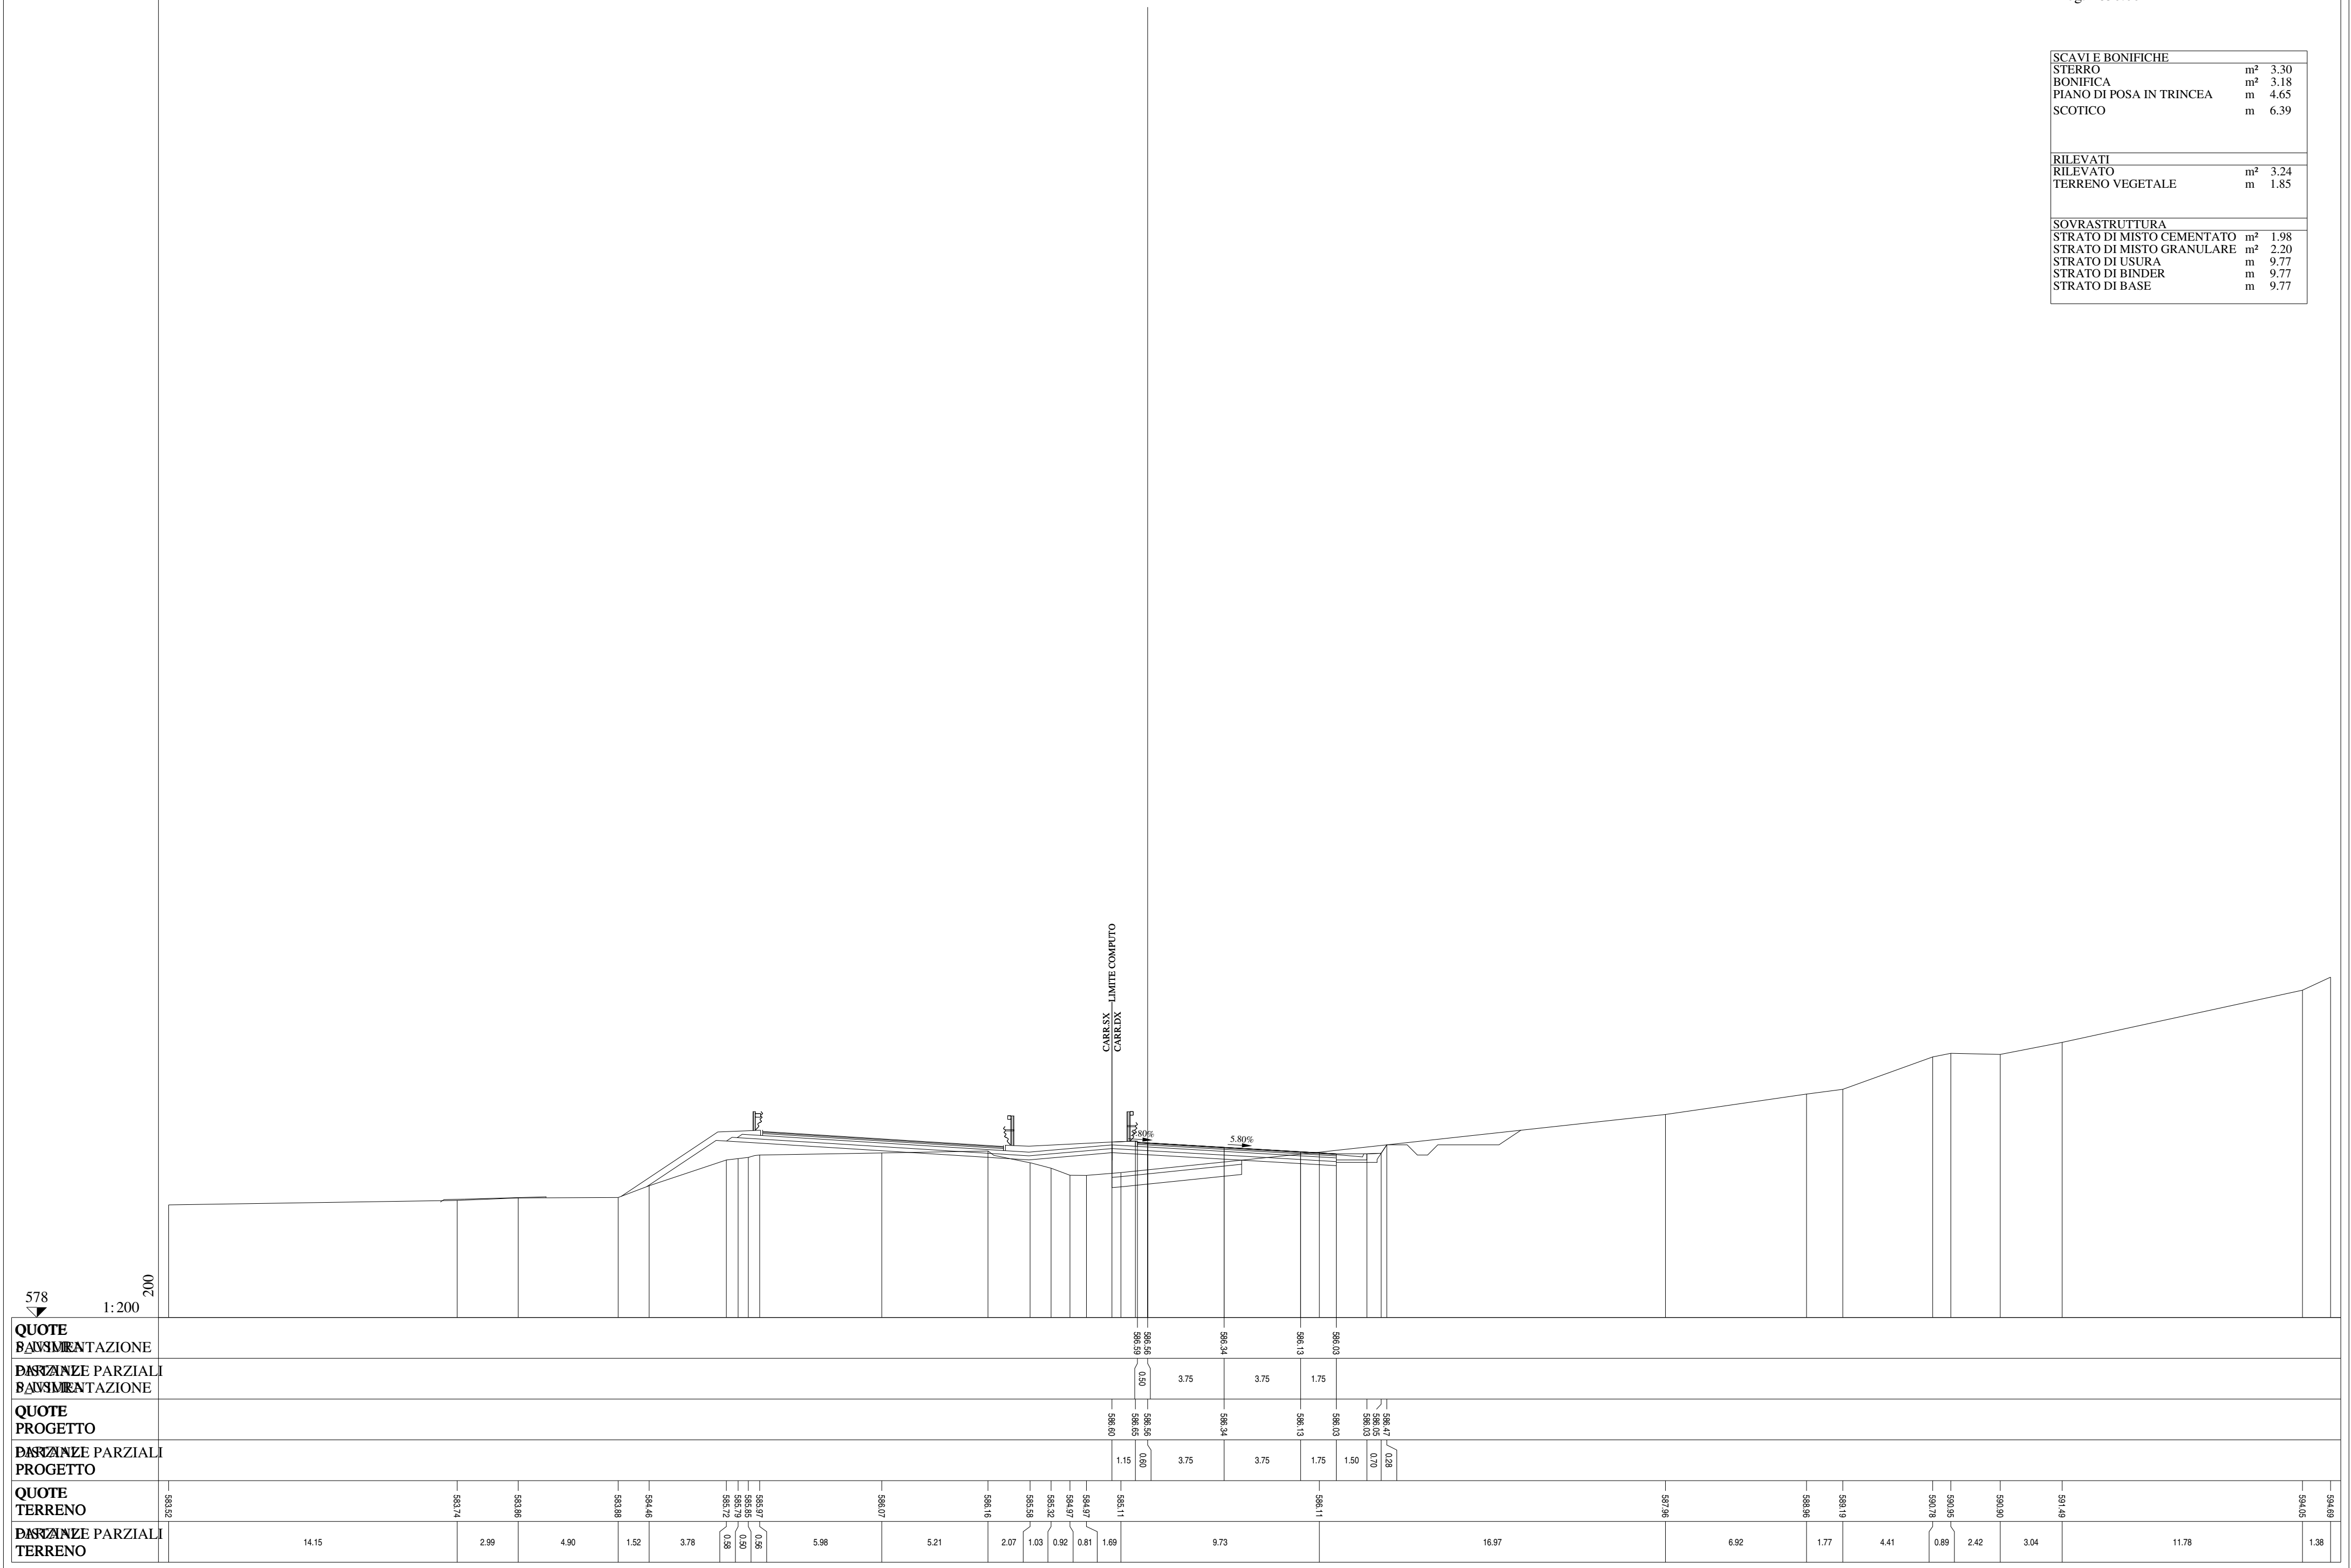 SCAVI E BONIFICHE
STERRO m² 3.30
BONIFICA m² 3.18
PIANO DI POSA IN TRINCEA m 4.65
SCOTICO m 6.39
RILEVATI
RILEVATO m² 3.24
TERRENO VEGETALE m 1.85
SOVRASTRUTTURA
STRATO DI MISTO CEMENTATO m² 1.98
STRATO DI MISTO GRANULARE m² 2.20
STRATO DI USURA m 9.77
STRATO DI BINDER m 9.77
STRATO DI BASE m 9.77
LIMITE COMPUTO
CARR.SX
CARR.DX
5.80%
200
578
1:200
QUOTE
PAVIMENTAZIONE
586.59 586.56 586.34 586.13 586.03
PARZIALI
PAVIMENTAZIONE
0.50 3.75 3.75 1.75
QUOTE
PROGETTO
586.60 586.65 586.56 586.34 586.13 586.03 586.03 586.05 586.47
PARZIALI
PROGETTO
1.15 0.60 3.75 3.75 1.75 1.50 0.70 0.28
QUOTE
TERRENO
583.52 583.74 583.86 583.88 584.46 585.72 585.79 585.85 585.97 586.07 586.16 585.58 585.32 584.97 584.97 585.11 586.11 587.96 588.96 589.19 590.78 590.95 590.90 591.49 594.05 594.69
PARZIALI
TERRENO
14.15 2.99 4.90 1.52 3.78 0.58 0.50 0.56 5.98 5.21 2.07 1.03 0.92 0.81 1.69 9.73 16.97 6.92 1.77 4.41 0.89 2.42 3.04 11.78 1.38